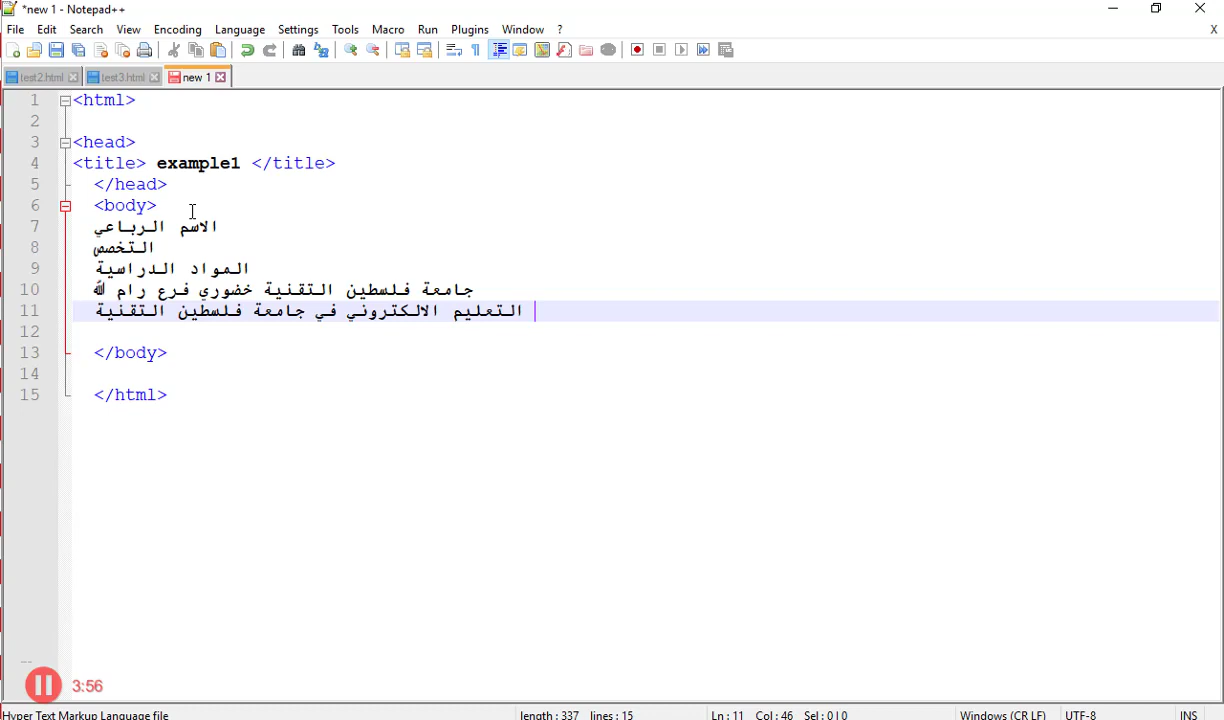 *new 1 - Notepad++
File Edit Search View Encoding Language Settings Tools Macro Run Plugins Window ? X
test2.html test3.html new 1
1 <html>
2
3 <head>
4 <title> example1 </title>
5 </head>
6 <body>
7 الاسم الرباعي
8 التخصص
9 المواد الدراسية
10 جامعة فلسطين التقنية خضوري فرع رام الله
11 التعليم الالكتروني في جامعة فلسطين التقنية
12
13 </body>
14
15 </html>
3:56
Hyper Text Markup Language file length : 337 lines : 15 Ln : 11 Col : 46 Sel : 0 | 0 Windows (CR LF) UTF-8 INS